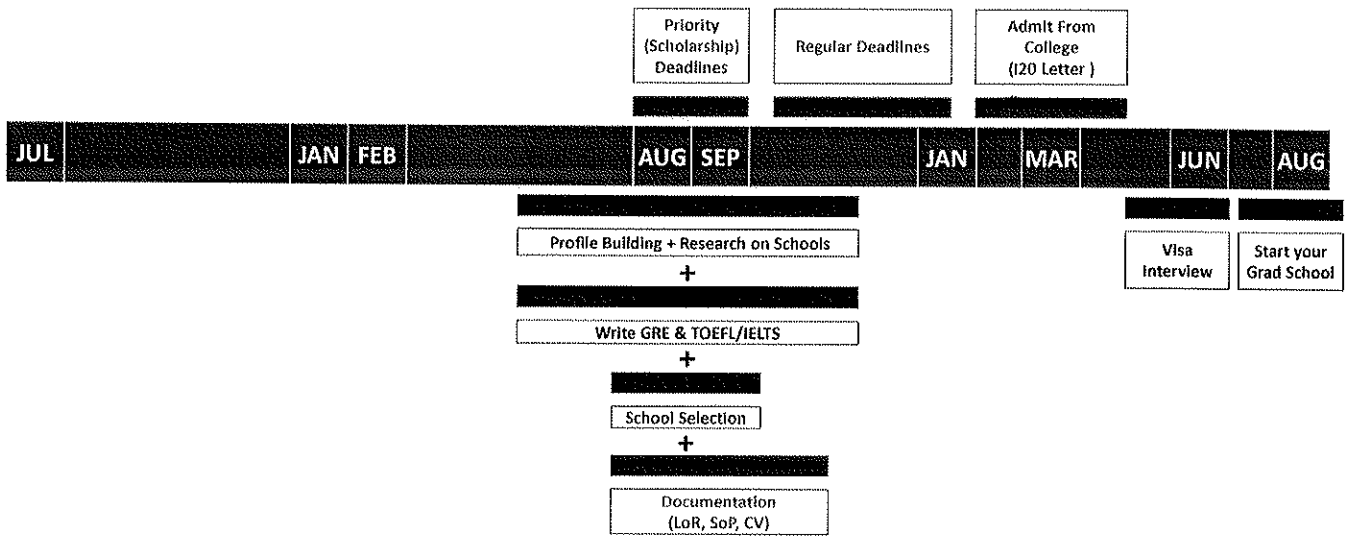 Priority
(Scholarship)
Deadlines
Regular Deadlines
Admit From
College
(I20 Letter )
JUL JAN FEB AUG SEP JAN MAR JUN AUG
Profile Building + Research on Schools
+
Write GRE & TOEFL/IELTS
+
School Selection
+
Documentation
(LoR, SoP, CV)
Visa
Interview
Start your
Grad School